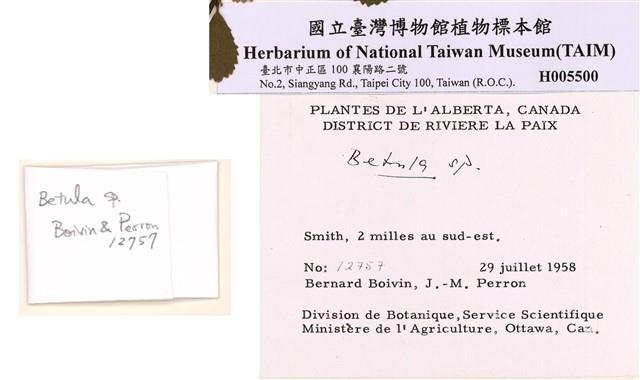 國立臺灣博物館植物標本館
Herbarium of National Taiwan Museum(TAIM)
臺北市中正區100襄陽路二號
No.2, Siangyang Rd., Taipei City 100, Taiwan (R.O.C.). H005500
PLANTES DE L'ALBERTA, CANADA
DISTRICT DE RIVIERE LA PAIX
Betula sp.
Smith, 2 milles au sud-est.
No: 12757 29 juillet 1958
Bernard Boivin, J.-M. Perron
Division de Botanique, Service Scientifique
Ministère de l'Agriculture, Ottawa, Can.
Betula sp.
Boivin & Perron
12757